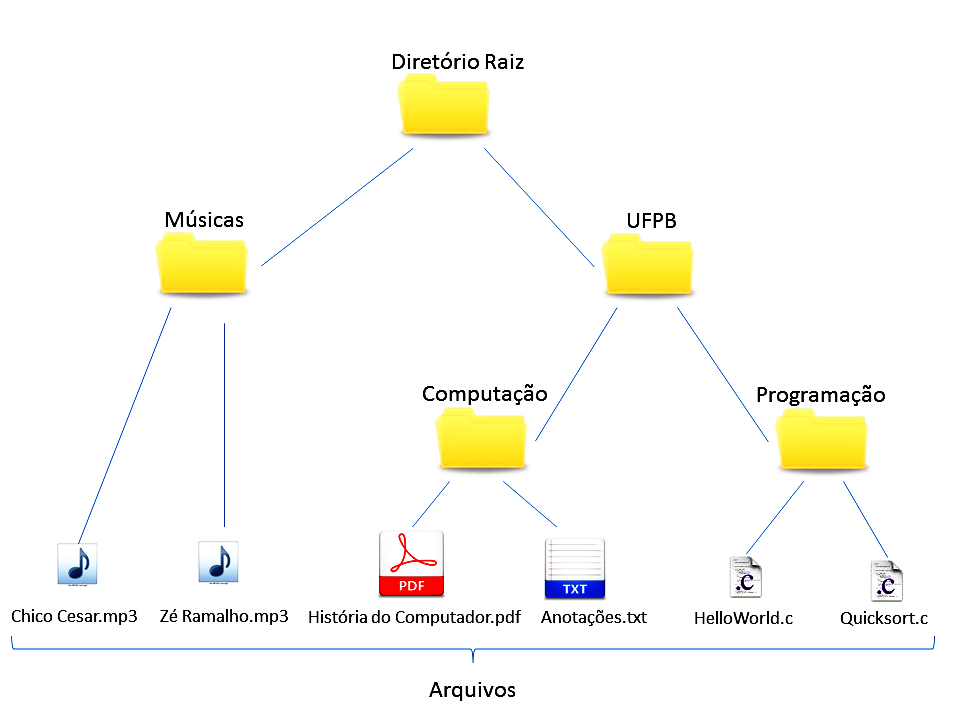 Diretório Raiz
Músicas
UFPB
Computação
Programação
PDF
TXT
.c
.c
Chico Cesar.mp3
Zé Ramalho.mp3
História do Computador.pdf
Anotações.txt
HelloWorld.c
Quicksort.c
Arquivos